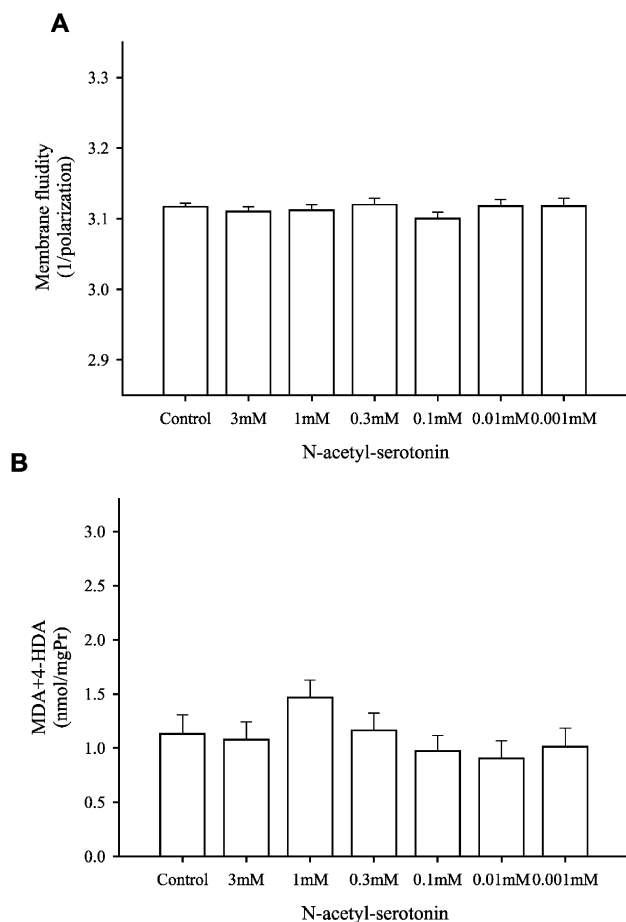 A
Membrane fluidity
(1/polarization)
3.3
3.2
3.1
3.0
2.9
Control 3mM 1mM 0.3mM 0.1mM 0.01mM 0.001mM
N-acetyl-serotonin
B
MDA+4-HDA
(nmol/mgPr)
3.0
2.5
2.0
1.5
1.0
0.5
0.0
Control 3mM 1mM 0.3mM 0.1mM 0.01mM 0.001mM
N-acetyl-serotonin